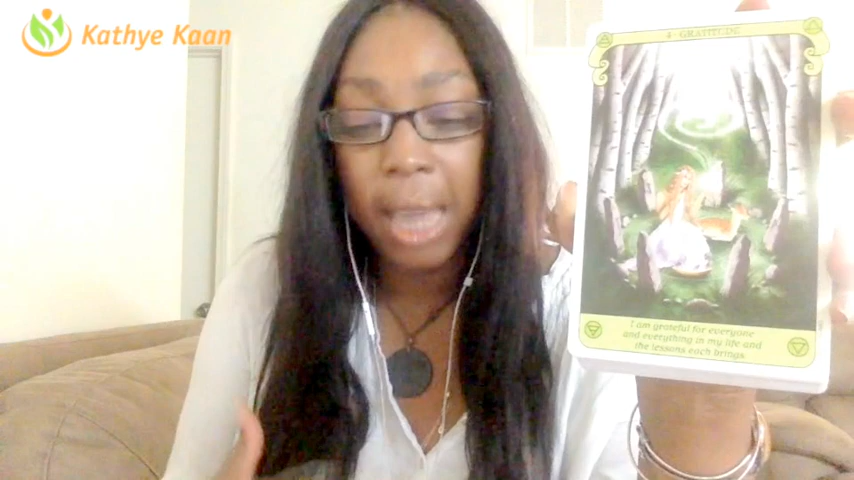 Kathye Kaan
4 - GRATITUDE
I am grateful for everyone
and everything in my life and
the lessons each brings